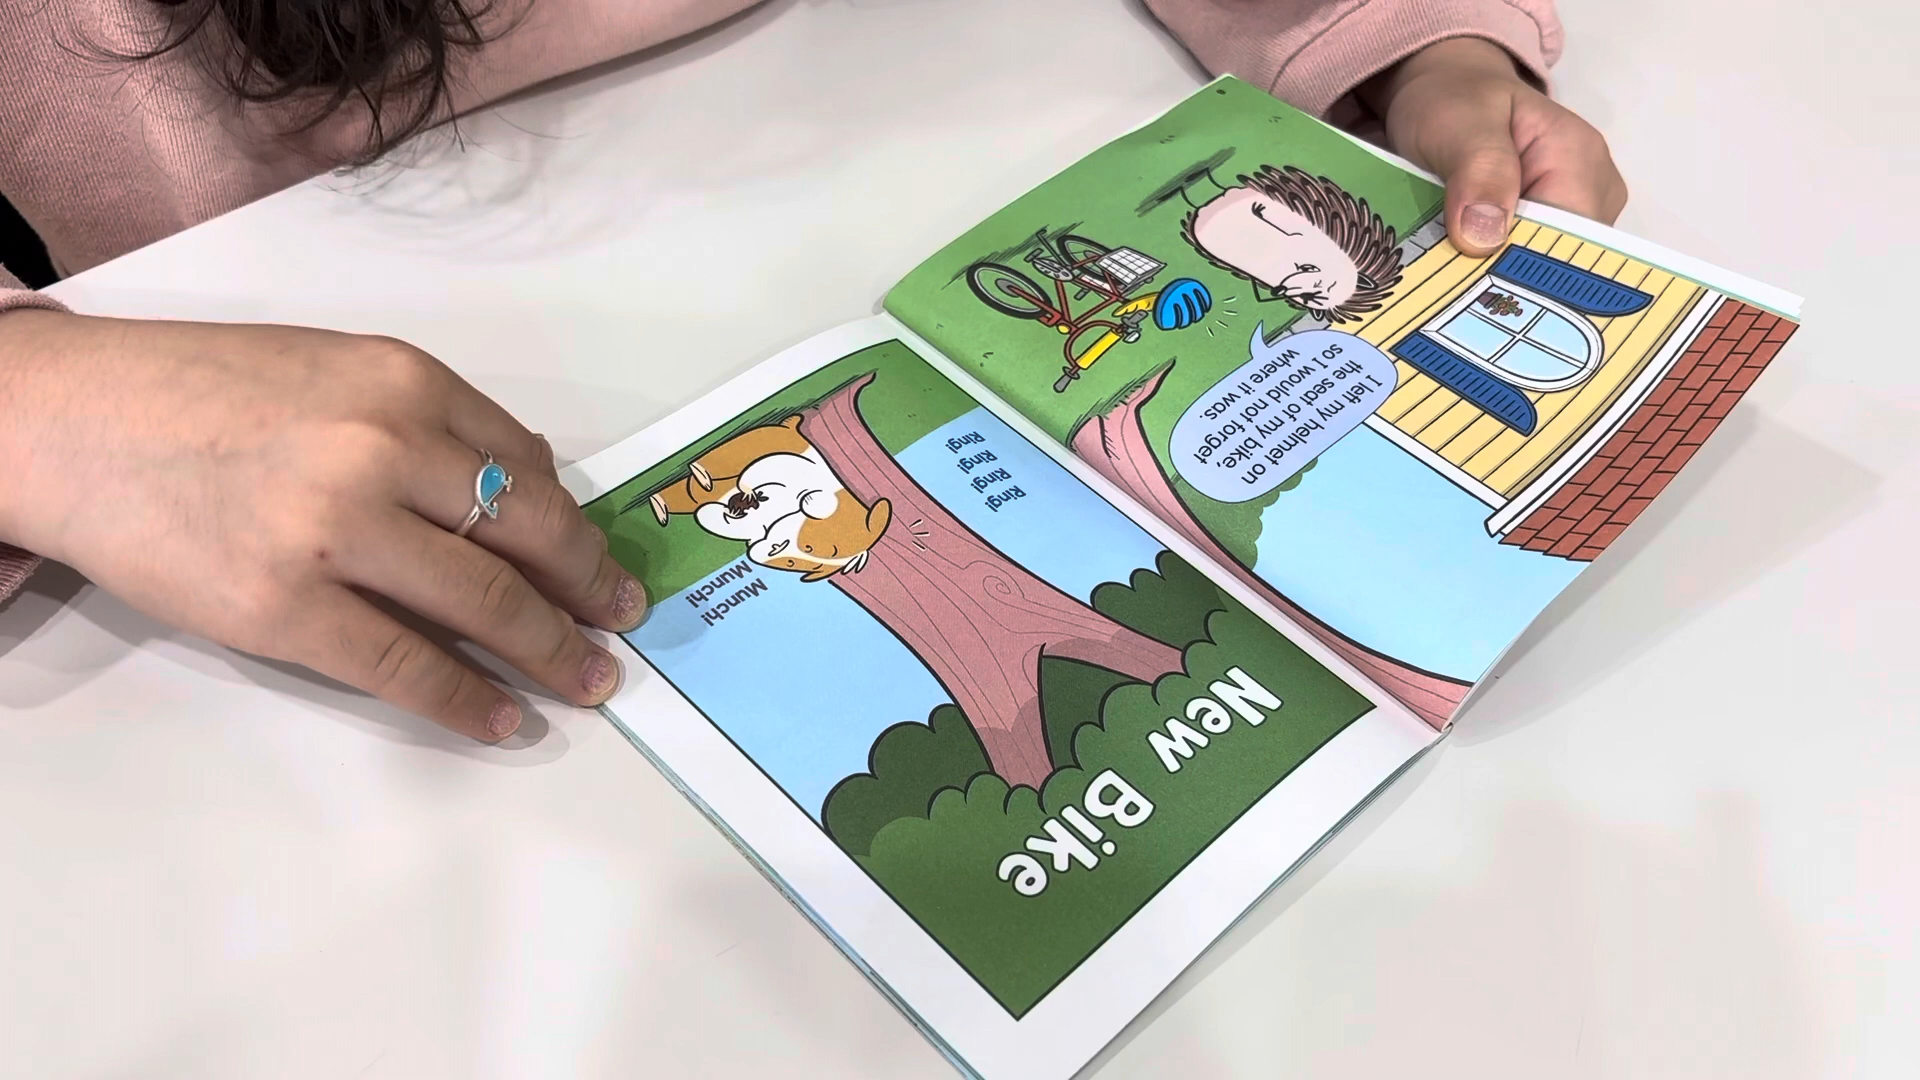 New Bike
Ring!
Ring!
Ring!
Ring!
Munch!
Munch!
I left my helmet on
the seat of my bike,
so I would not forget
where it was.